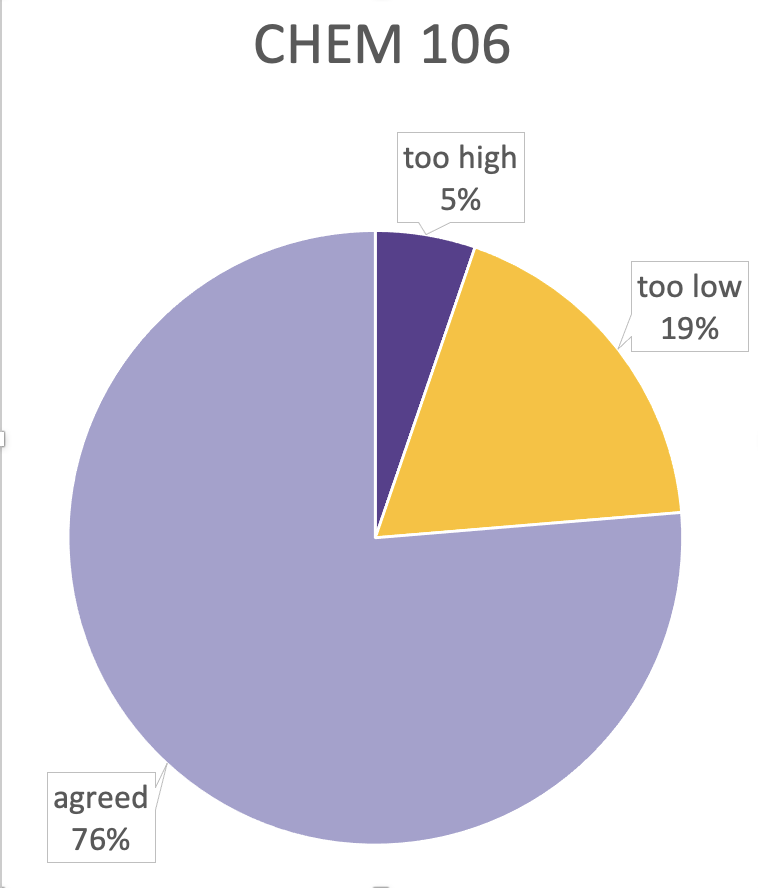 CHEM 106
too high
5%
too low
19%
agreed
76%